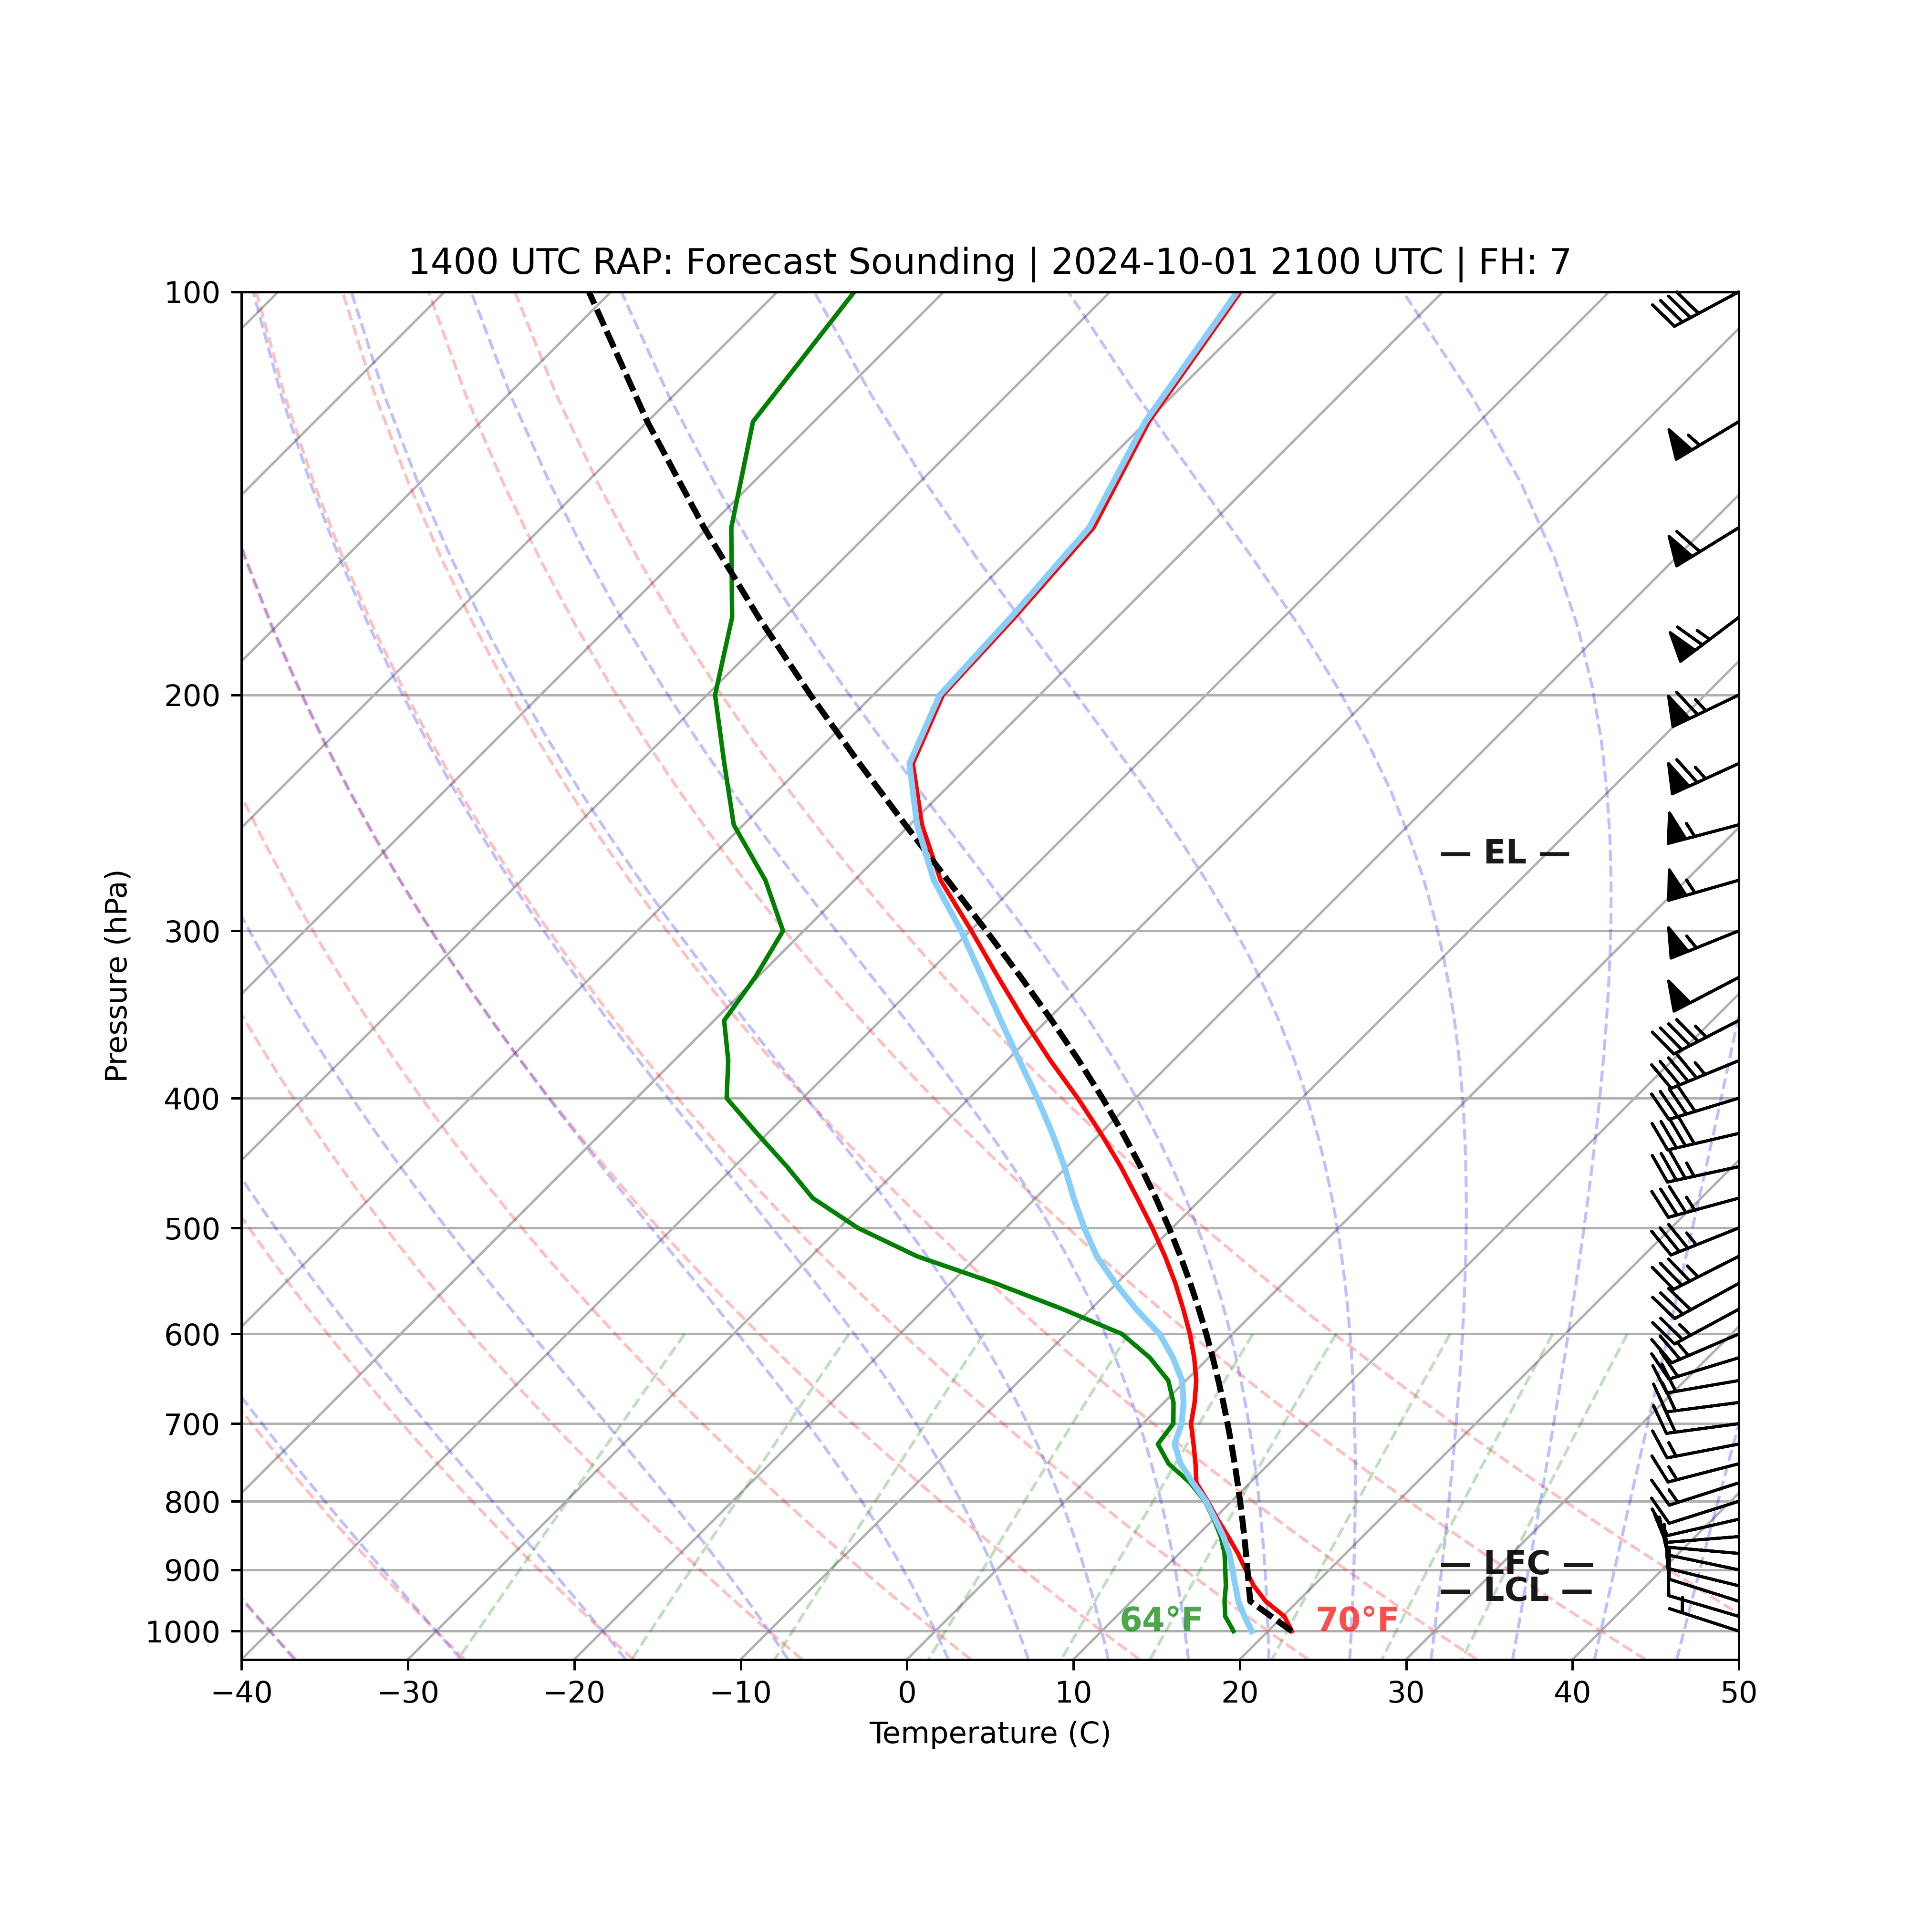 1400 UTC RAP: Forecast Sounding | 2024-10-01 2100 UTC | FH: 7
100
200
300
400
500
600
700
800
900
1000
Pressure (hPa)
— EL —
— LFC —
— LCL —
64°F
70°F
−40 −30 −20 −10 0 10 20 30 40 50
Temperature (C)